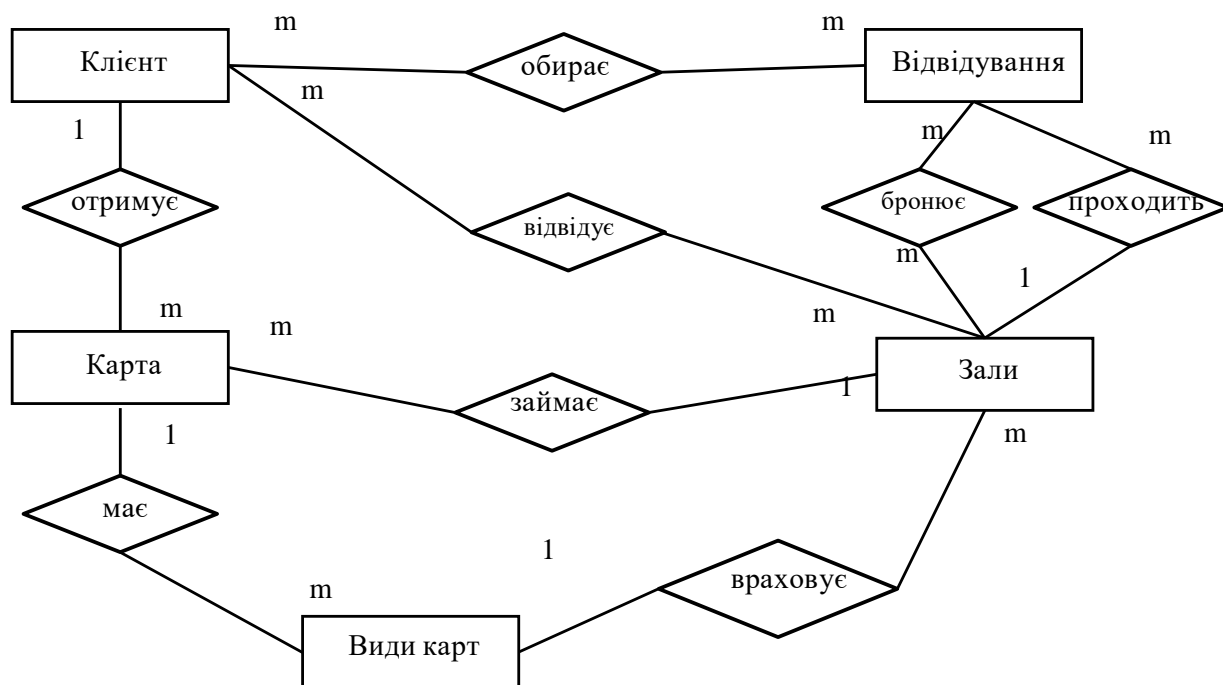 m m
Клієнт обирає Відвідування
m
1 m m
отримує відвідує бронює проходить
m
1
m m m
Карта Зали
займає 1
1 m
має
1
враховує
m
Види карт